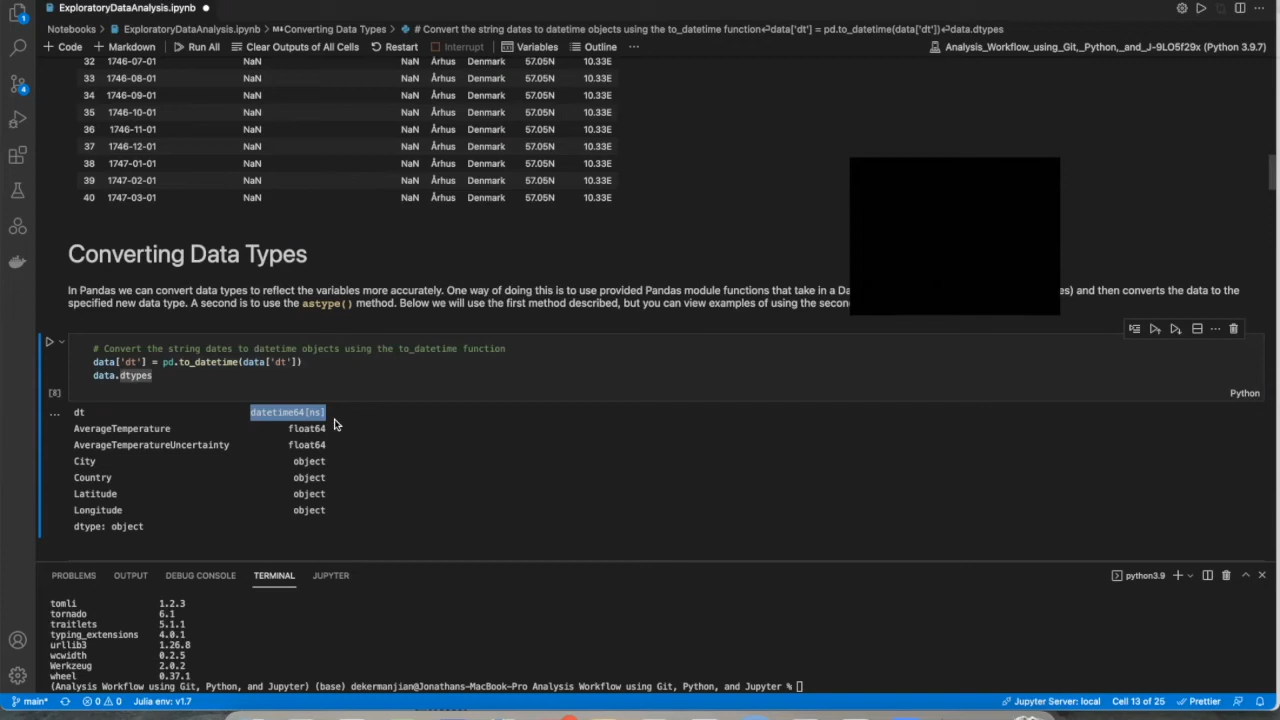 ExploratoryDataAnalysis.ipynb
1
Notebooks > ExploratoryDataAnalysis.ipynb > Converting Data Types > # Convert the string dates to datetime objects using the to_datetime function↵data['dt'] = pd.to_datetime(data['dt'])↵data.dtypes
+ Code + Markdown Run All Clear Outputs of All Cells Restart Interrupt Variables Outline ... Analysis_Workflow_using_Git,_Python,_and_J-9LO5f29x (Python 3.9.7)
32 1746-07-01 NaN NaN Århus Denmark 57.05N 10.33E
33 1746-08-01 NaN NaN Århus Denmark 57.05N 10.33E
4
34 1746-09-01 NaN NaN Århus Denmark 57.05N 10.33E
35 1746-10-01 NaN NaN Århus Denmark 57.05N 10.33E
36 1746-11-01 NaN NaN Århus Denmark 57.05N 10.33E
37 1746-12-01 NaN NaN Århus Denmark 57.05N 10.33E
38 1747-01-01 NaN NaN Århus Denmark 57.05N 10.33E
39 1747-02-01 NaN NaN Århus Denmark 57.05N 10.33E
40 1747-03-01 NaN NaN Århus Denmark 57.05N 10.33E
Converting Data Types
In Pandas we can convert data types to reflect the variables more accurately. One way of doing this is to use provided Pandas module functions that take in a Da es) and then converts the data to the
specified new data type. A second is to use the astype() method. Below we will use the first method described, but you can view examples of using the secon
# Convert the string dates to datetime objects using the to_datetime function
data['dt'] = pd.to_datetime(data['dt'])
data.dtypes
[8] Python
... dt datetime64[ns]
AverageTemperature float64
AverageTemperatureUncertainty float64
City object
Country object
Latitude object
Longitude object
dtype: object
PROBLEMS OUTPUT DEBUG CONSOLE TERMINAL JUPYTER python3.9
tomli 1.2.3
tornado 6.1
traitlets 5.1.1
typing_extensions 4.0.1
urllib3 1.26.8
wcwidth 0.2.5
Werkzeug 2.0.2
wheel 0.37.1
(Analysis Workflow using Git, Python, and Jupyter) (base) dekermanjian@Jonathans-MacBook-Pro Analysis Workflow using Git, Python, and Jupyter %
main* 0 0 Julia env: v1.7 Jupyter Server: local Cell 13 of 25 Prettier